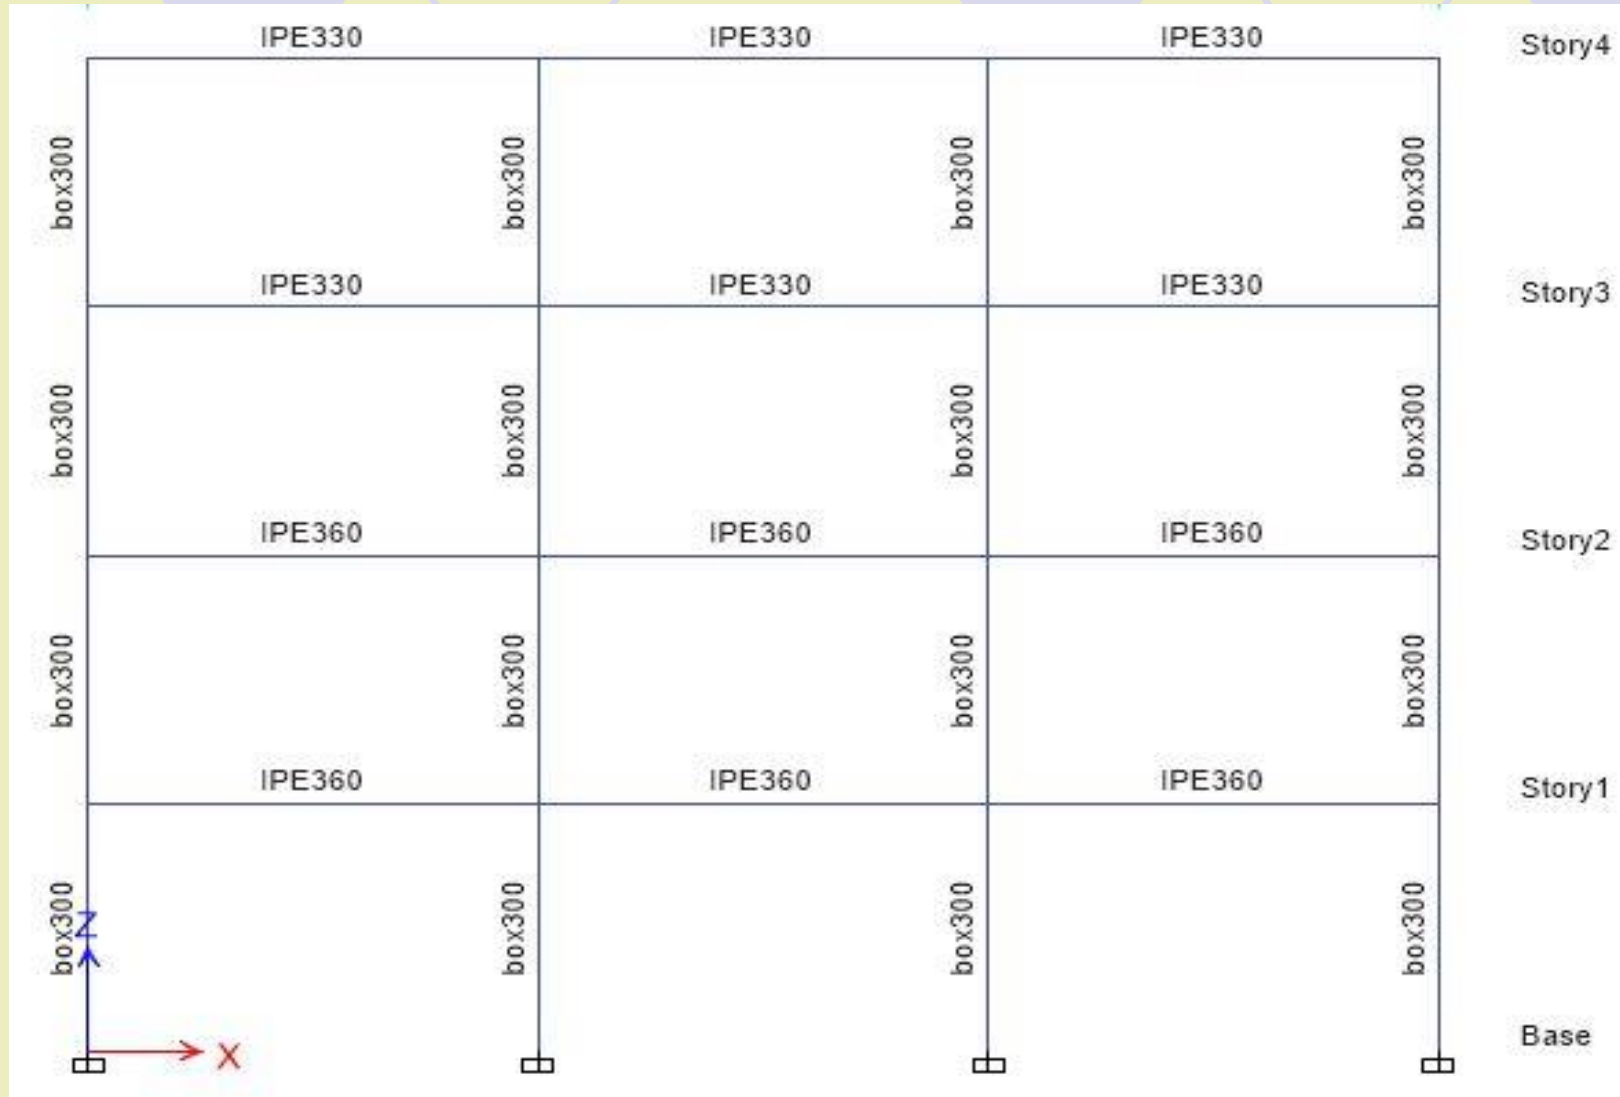 IPE330 IPE330 IPE330 Story4
box300 box300 box300 box300
IPE330 IPE330 IPE330 Story3
box300 box300 box300 box300
IPE360 IPE360 IPE360 Story2
box300 box300 box300 box300
IPE360 IPE360 IPE360 Story1
box300 box300 box300 box300
Z
Base
X